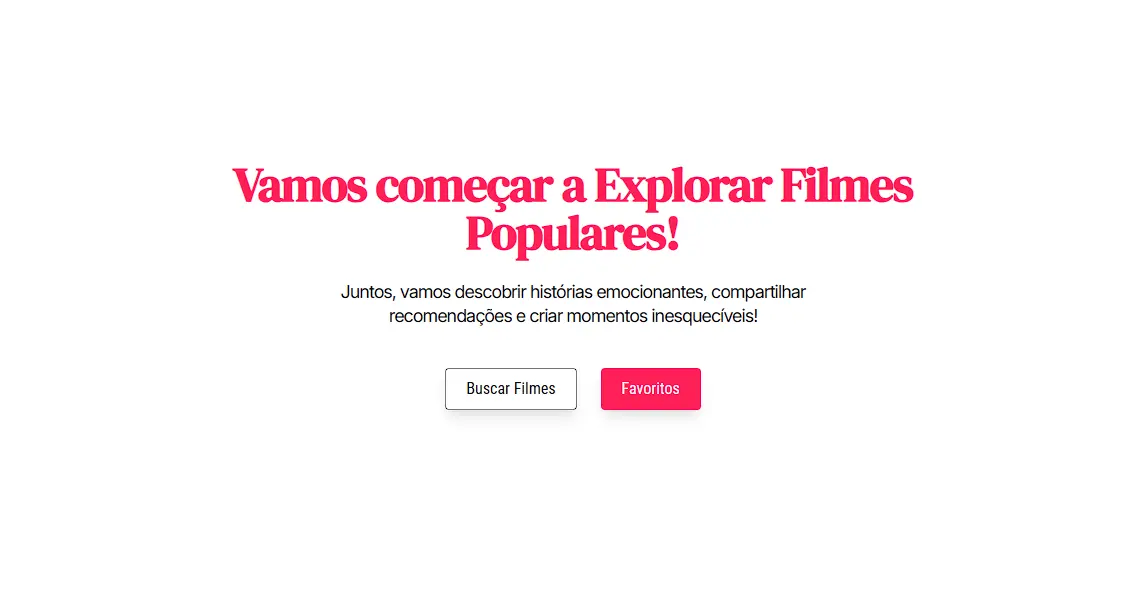 Vamos começar a Explorar Filmes
Populares!
Juntos, vamos descobrir histórias emocionantes, compartilhar
recomendações e criar momentos inesquecíveis!
Buscar Filmes
Favoritos